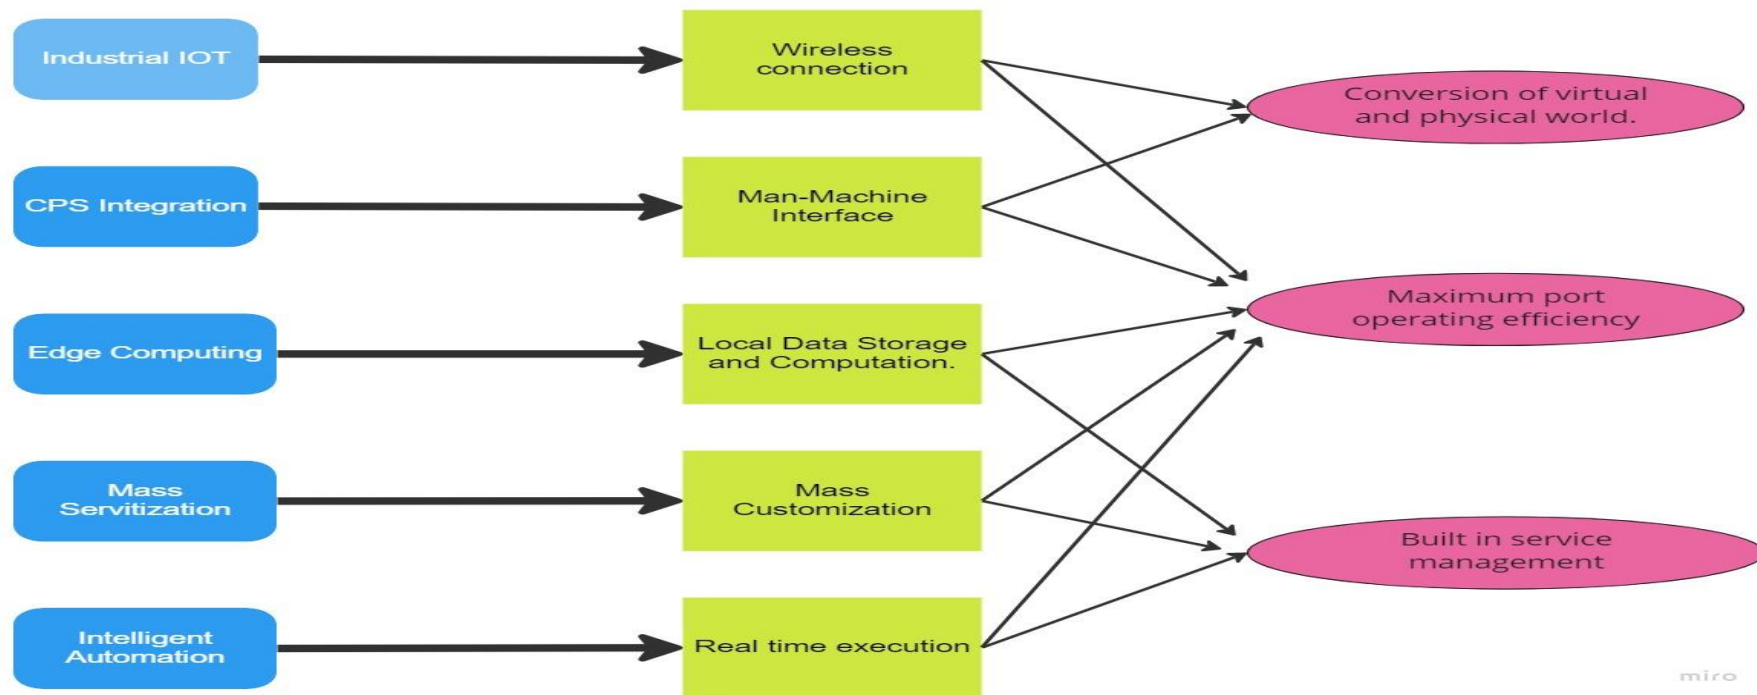 Industrial IOT
Wireless
connection
Conversion of virtual
and physical world.
CPS Integration
Man-Machine
Interface
Maximum port
operating efficiency
Edge Computing
Local Data Storage
and Computation.
Mass
Servitization
Mass
Customization
Built in service
management
Intelligent
Automation
Real time execution
miro